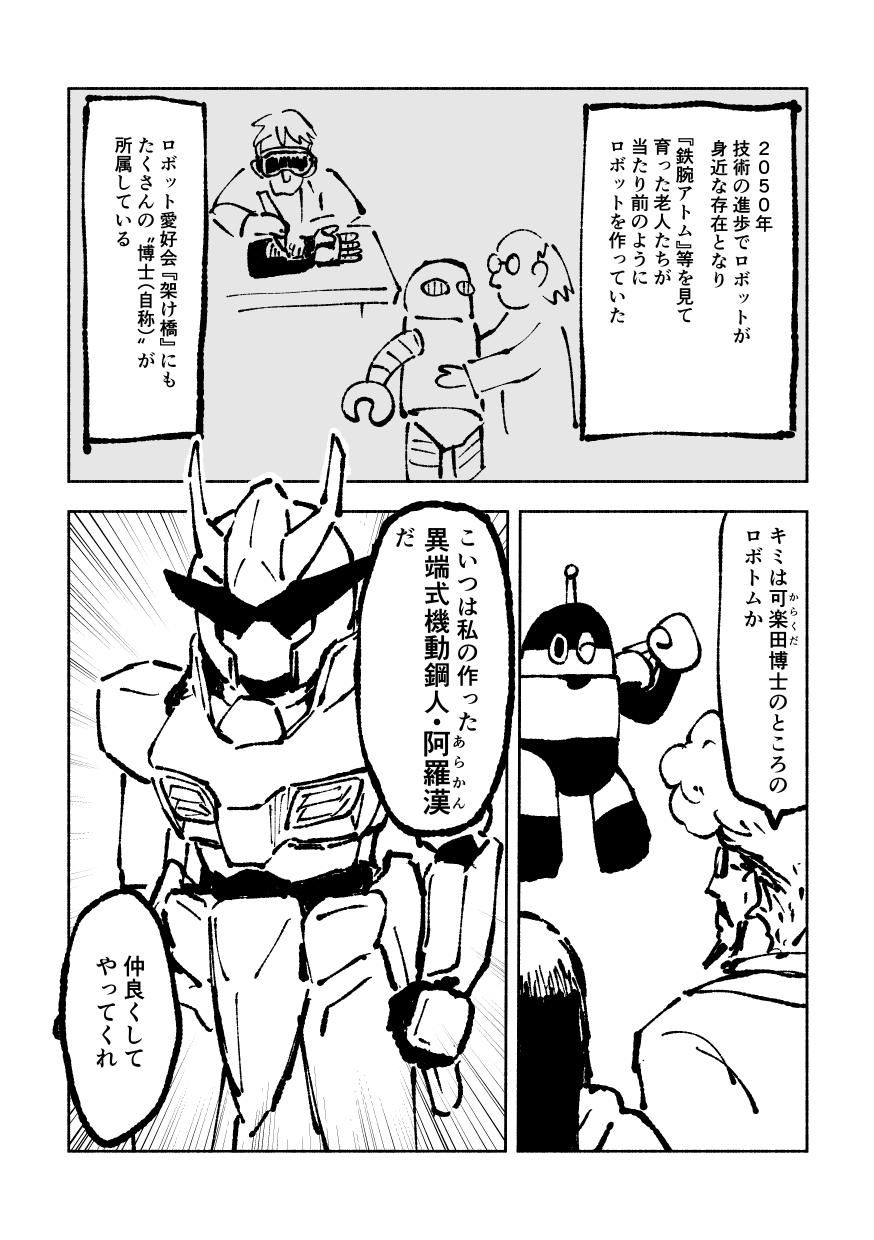 ２０５０年
技術の進歩でロボットが
身近な存在となり
『鉄腕アトム』等を見て
育った老人たちが
当たり前のように
ロボットを作っていた
ロボット愛好会『架け橋』にも
たくさんの〝博士（自称）〟が
所属している
キミは可楽田博士のところの
からくだ
ロボトムか
こいつは私の作った
異端式機動鋼人・阿羅漢
あらかん
だ
仲良くして
やってくれ